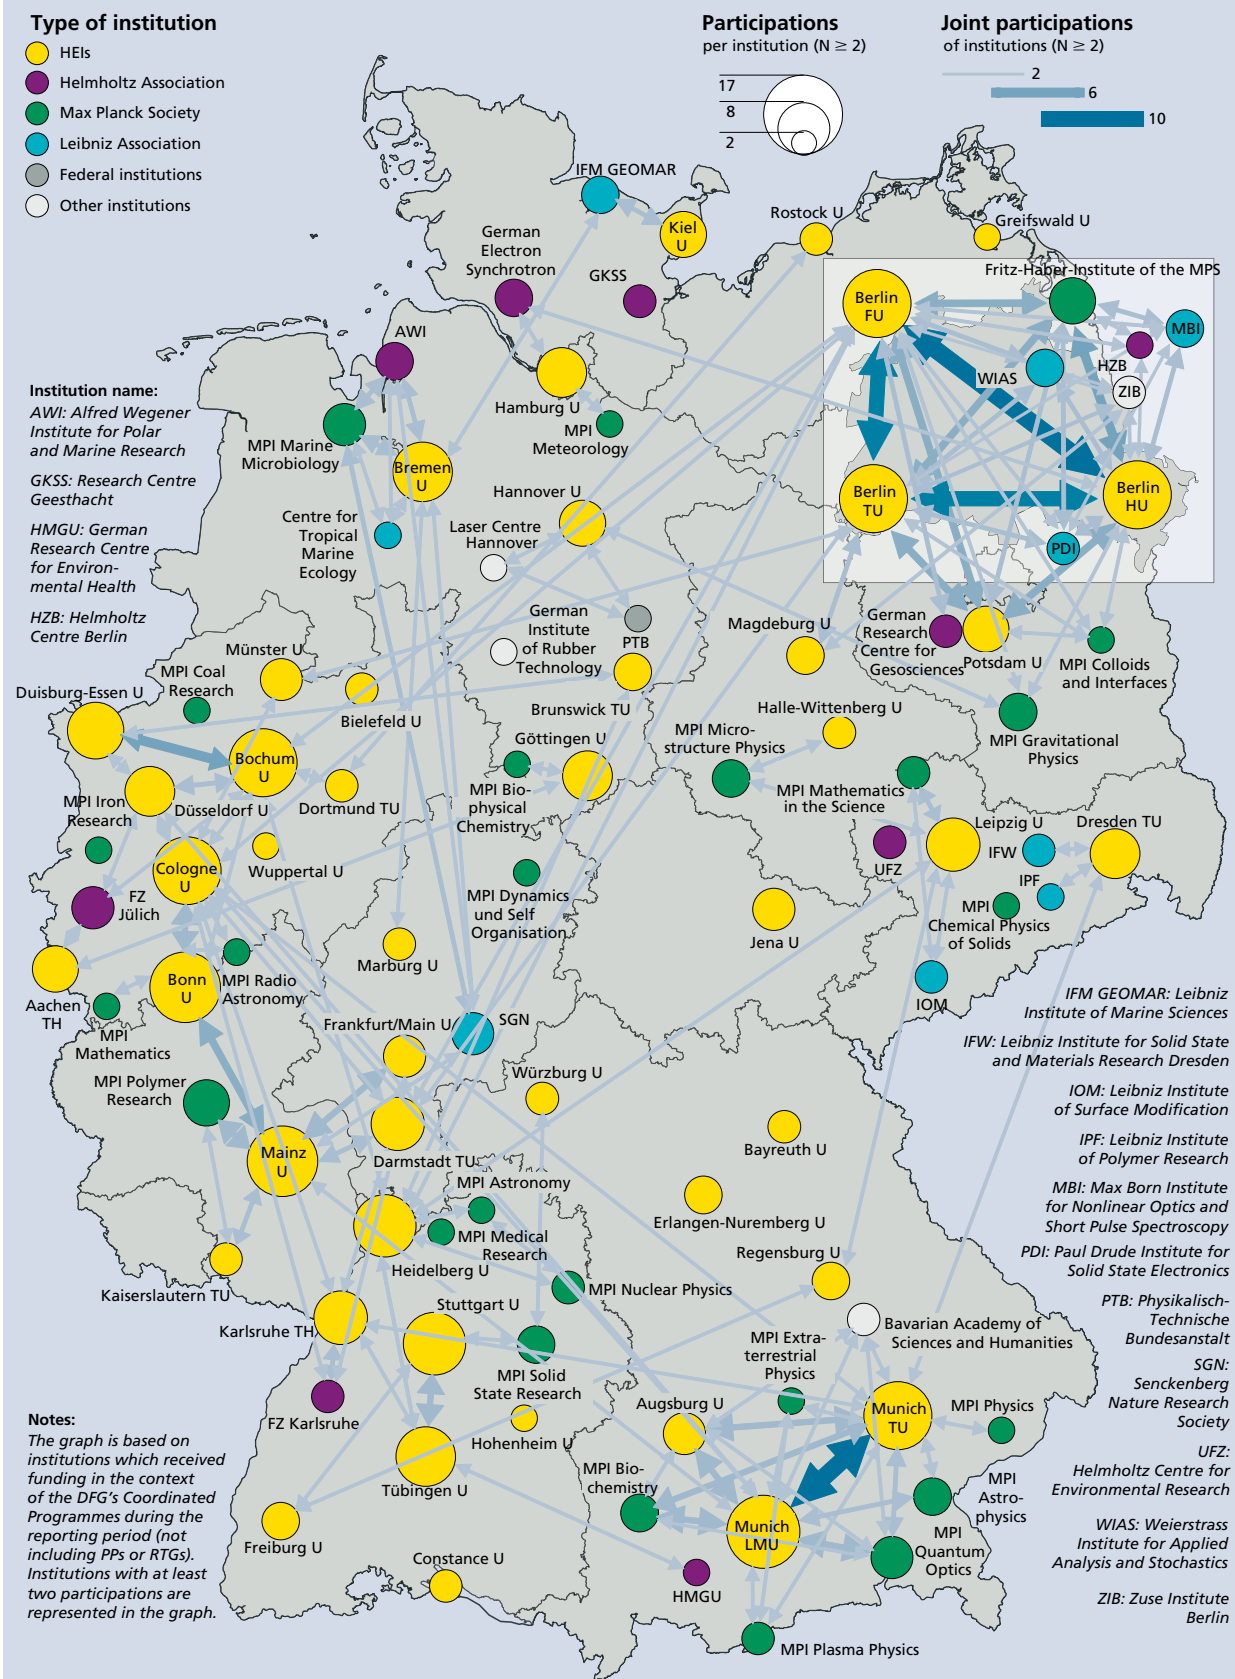 Type of institution
HEIs
Helmholtz Association
Max Planck Society
Leibniz Association
Federal institutions
Other institutions
Participations
per institution (N ≥ 2)
17
8
2
Joint participations
of institutions (N ≥ 2)
2
6
10
IFM GEOMAR
Kiel
U
Rostock U
Greifswald U
German
Electron
Synchrotron
GKSS
Fritz-Haber-Institute of the MPS
Berlin
FU
MBI
HZB
WIAS
ZIB
AWI
Hamburg U
MPI
Meteorology
MPI Marine
Microbiology
Bremen
U
Berlin
TU
Berlin
HU
PDI
Hannover U
Laser Centre
Hannover
Centre for
Tropical
Marine
Ecology
Institution name:
AWI: Alfred Wegener
Institute for Polar
and Marine Research
GKSS: Research Centre
Geesthacht
HMGU: German
Research Centre
for Environ-
mental Health
HZB: Helmholtz
Centre Berlin
German
Institute
of Rubber
Technology
PTB
Brunswick TU
Magdeburg U
German
Research
Centre for
Gesosciences
Potsdam U
MPI Colloids
and Interfaces
Münster U
MPI Coal
Research
Duisburg-Essen U
Bielefeld U
Bochum
U
Halle-Wittenberg U
MPI Gravitational
Physics
MPI Micro-
structure Physics
Göttingen U
MPI Bio-
physical
Chemistry
MPI Mathematics
in the Science
MPI Iron
Research
Düsseldorf U
Dortmund TU
Leipzig U
Dresden TU
IFW
UFZ
IPF
Cologne
U
Wuppertal U
FZ
Jülich
MPI Dynamics
und Self
Organisation
MPI
Chemical Physics
of Solids
Jena U
Marburg U
Bonn
U
MPI Radio
Astronomy
Aachen
TH
IOM
MPI
Mathematics
Frankfurt/Main U
SGN
MPI Polymer
Research
Würzburg U
Mainz
U
Darmstadt TU
Bayreuth U
MPI Astronomy
MPI Medical
Research
Erlangen-Nuremberg U
Heidelberg U
Regensburg U
Kaiserslautern TU
MPI Nuclear Physics
Stuttgart U
Karlsruhe TH
Bavarian Academy of
Sciences and Humanities
MPI Extra-
terrestrial
Physics
MPI Solid
State Research
FZ Karlsruhe
Augsburg U
Munich
TU
MPI Physics
Hohenheim U
MPI Bio-
chemistry
Tübingen U
MPI
Astro-
physics
Munich
LMU
MPI
Quantum
Optics
Freiburg U
Constance U
HMGU
MPI Plasma Physics
IFM GEOMAR: Leibniz
Institute of Marine Sciences
IFW: Leibniz Institute for Solid State
and Materials Research Dresden
IOM: Leibniz Institute
of Surface Modification
IPF: Leibniz Institute
of Polymer Research
MBI: Max Born Institute
for Nonlinear Optics and
Short Pulse Spectroscopy
PDI: Paul Drude Institute for
Solid State Electronics
PTB: Physikalisch-
Technische
Bundesanstalt
SGN:
Senckenberg
Nature Research
Society
UFZ:
Helmholtz Centre for
Environmental Research
WIAS: Weierstrass
Institute for Applied
Analysis and Stochastics
ZIB: Zuse Institute
Berlin
Notes:
The graph is based on
institutions which received
funding in the context
of the DFG's Coordinated
Programmes during the
reporting period (not
including PPs or RTGs).
Institutions with at least
two participations are
represented in the graph.